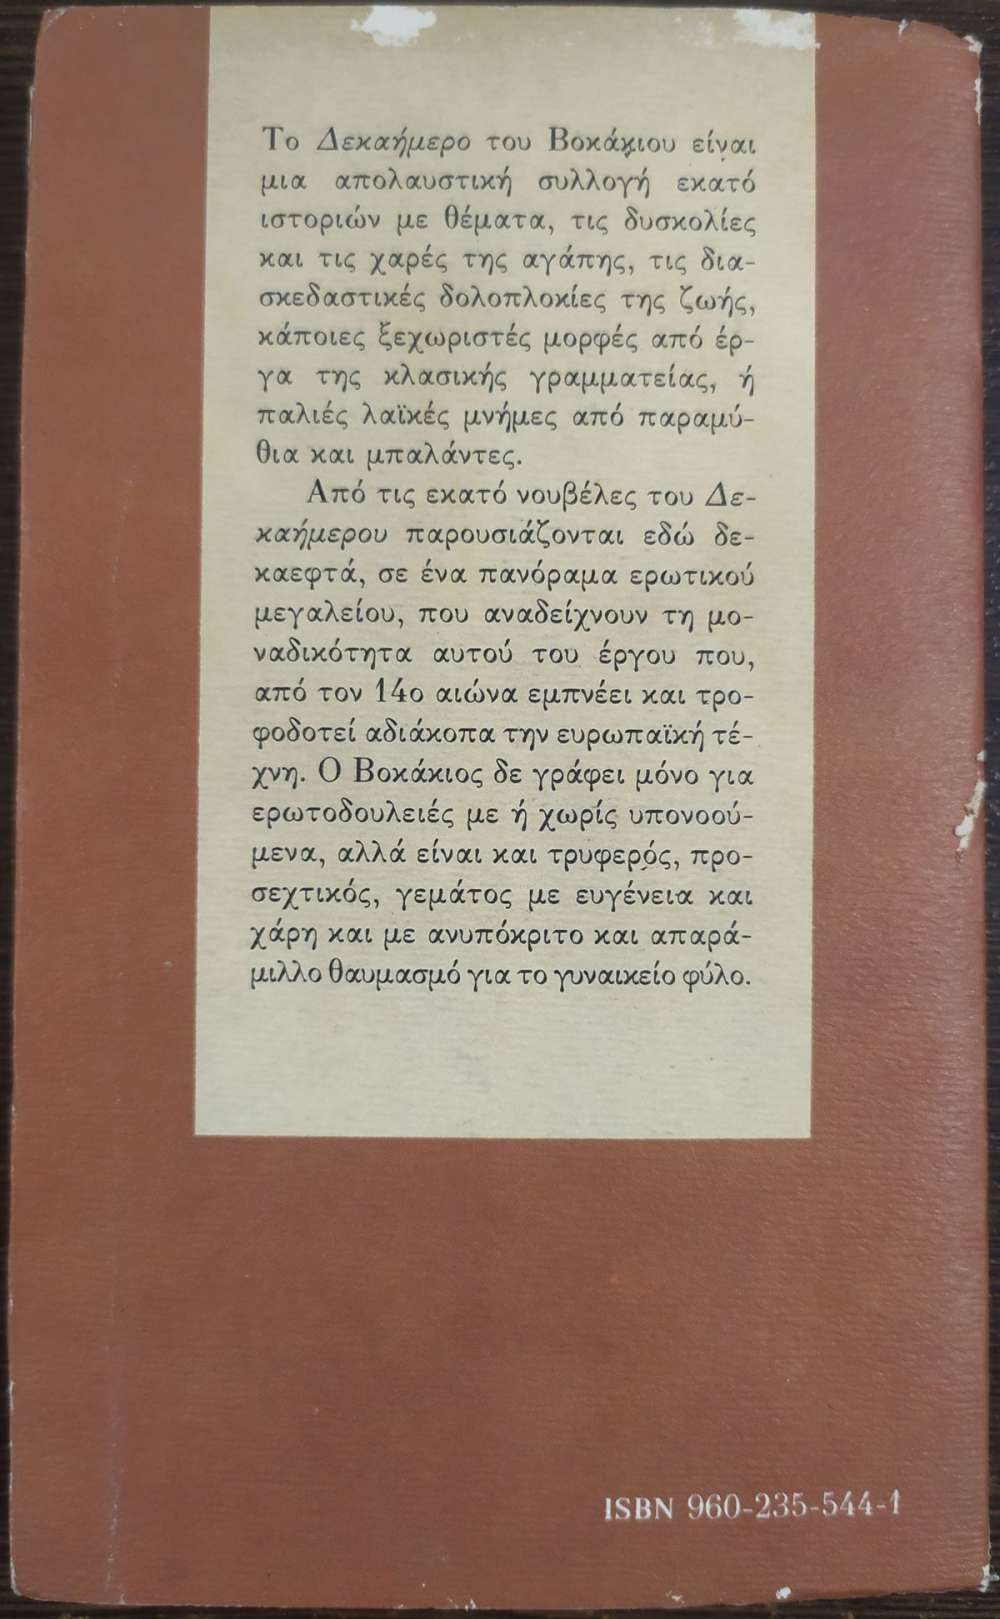 Το Δεκαήμερο του Βοκάκιου είναι
μια απολαυστική συλλογή εκατό
ιστοριών με θέματα, τις δυσκολίες
και τις χαρές της αγάπης, τις δια-
σκεδαστικές δολοπλοκίες της ζωής,
κάποιες ξεχωριστές μορφές από έρ-
γα της κλασικής γραμματείας, ή
παλιές λαϊκές μνήμες από παραμύ-
θια και μπαλάντες.
Από τις εκατό νουβέλες του Δε-
καήμερου παρουσιάζονται εδώ δε-
καεφτά, σε ένα πανόραμα ερωτικού
μεγαλείου, που αναδείχνουν τη μο-
ναδικότητα αυτού του έργου που,
από τον 14ο αιώνα εμπνέει και τρο-
φοδοτεί αδιάκοπα την ευρωπαϊκή τέ-
χνη. Ο Βοκάκιος δε γράφει μόνο για
ερωτοδουλειές με ή χωρίς υπονοού-
μενα, αλλά είναι και τρυφερός, προ-
σεχτικός, γεμάτος με ευγένεια και
χάρη και με ανυπόκριτο και απαρά-
μιλλο θαυμασμό για το γυναικείο φύλο.
ISBN 960-235-544-1